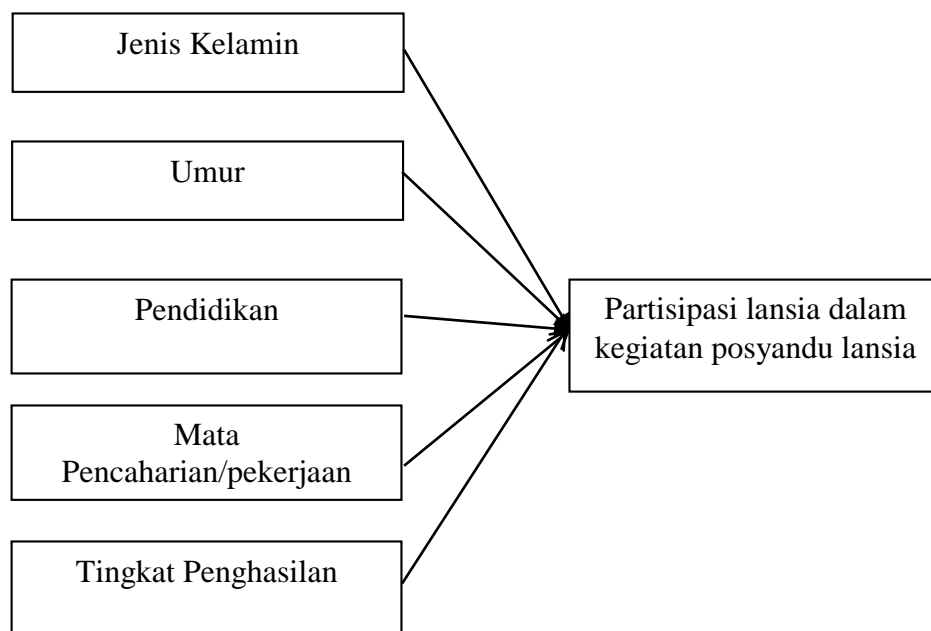 Jenis Kelamin
Umur
Pendidikan
Mata
Pencaharian/pekerjaan
Tingkat Penghasilan
Partisipasi lansia dalam
kegiatan posyandu lansia